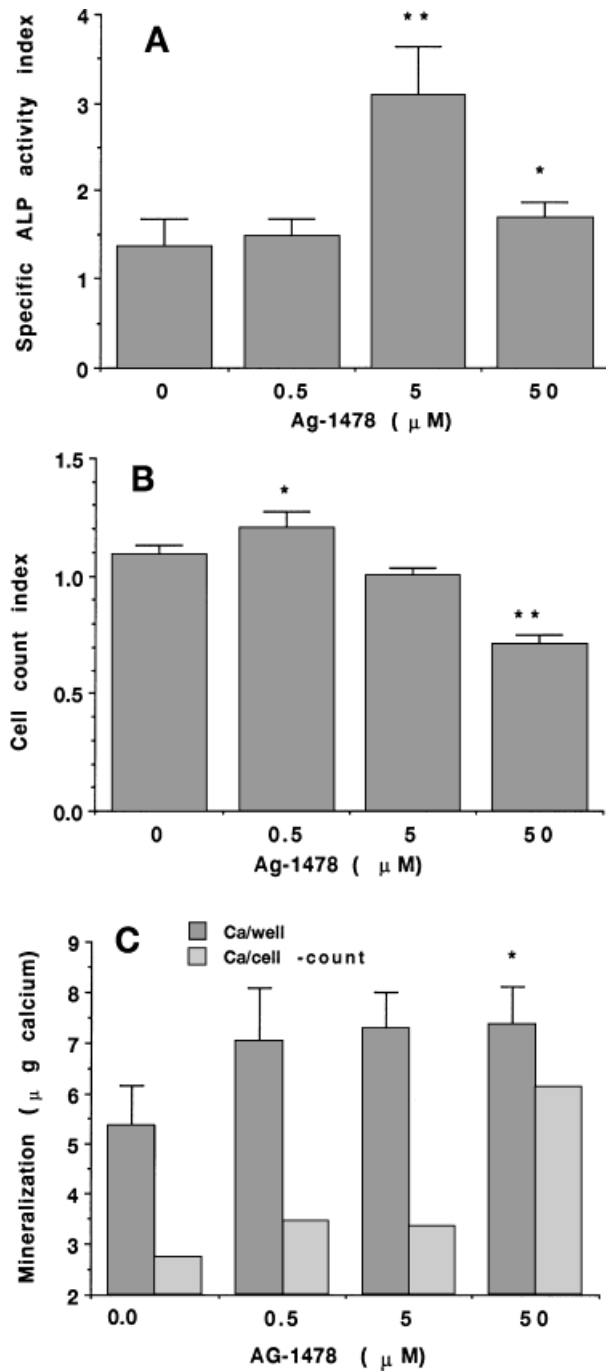 A
Specific ALP activity index
4
3
2
1
0
* *
*
0 0.5 5 50
Ag-1478 ( μ M)
B
Cell count index
1.5
1.0
0.5
0.0
*
* *
0 0.5 5 50
Ag-1478 ( μ M)
C
Ca/well
Ca/cell -count
Mineralization (μ g calcium)
9
8
7
6
5
4
3
2
*
0.0 0.5 5 50
AG-1478 ( μ M)